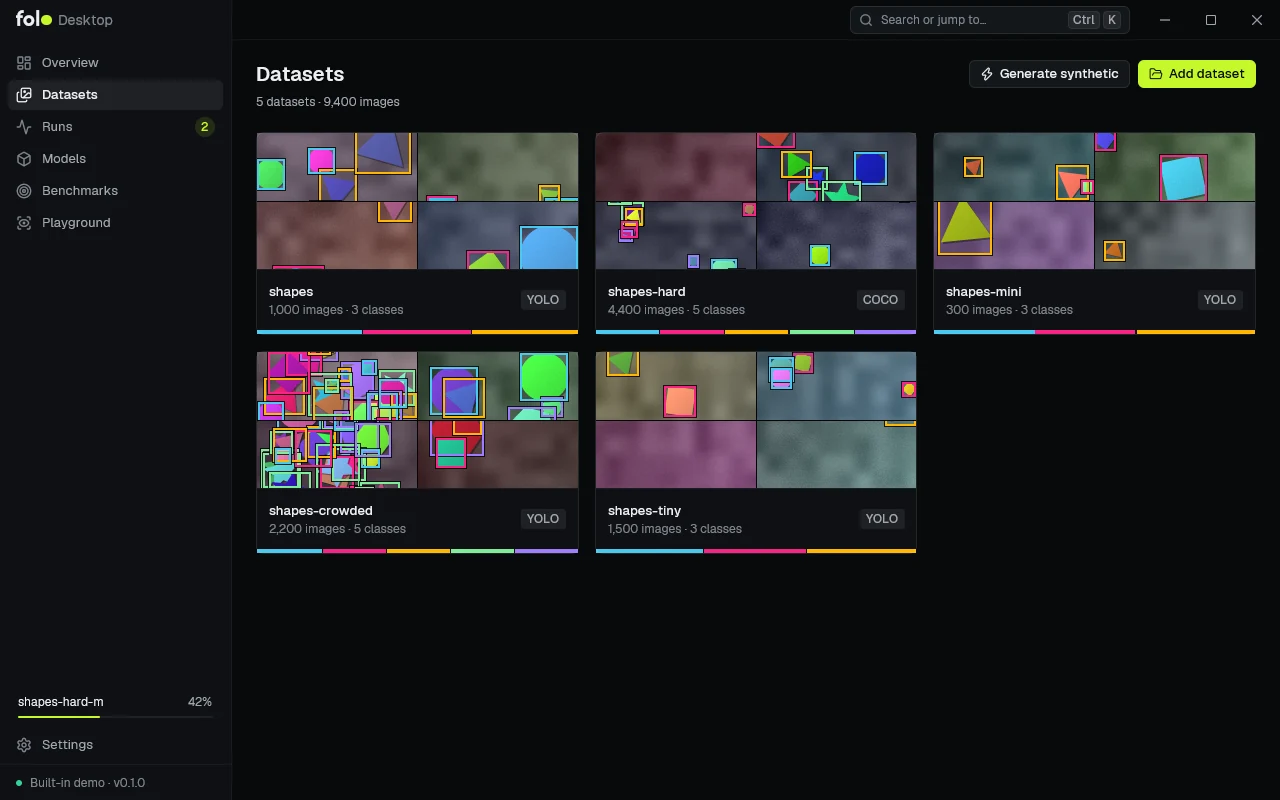 folo Desktop
Search or jump to... Ctrl K
Overview
Datasets
Runs 2
Models
Benchmarks
Playground
shapes-hard-m 42%
Settings
Built-in demo · v0.1.0
Datasets
5 datasets · 9,400 images
Generate synthetic
Add dataset
shapes
1,000 images · 3 classes
YOLO
shapes-hard
4,400 images · 5 classes
COCO
shapes-mini
300 images · 3 classes
YOLO
shapes-crowded
2,200 images · 5 classes
YOLO
shapes-tiny
1,500 images · 3 classes
YOLO